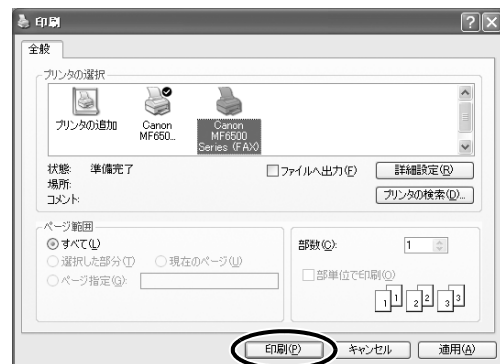 印刷
全般
プリンタの選択
プリンタの追加
Canon MF650...
Canon MF6500 Series (FAX)
状態: 準備完了
場所:
コメント:
ファイルへ出力(F)
詳細設定(R)
プリンタの検索(D)...
ページ範囲
すべて(L)
選択した部分(T)
現在のページ(U)
ページ指定(G):
部数(C):
1
部単位で印刷(O)
1 1 2 2 3 3
印刷(P)
キャンセル
適用(A)